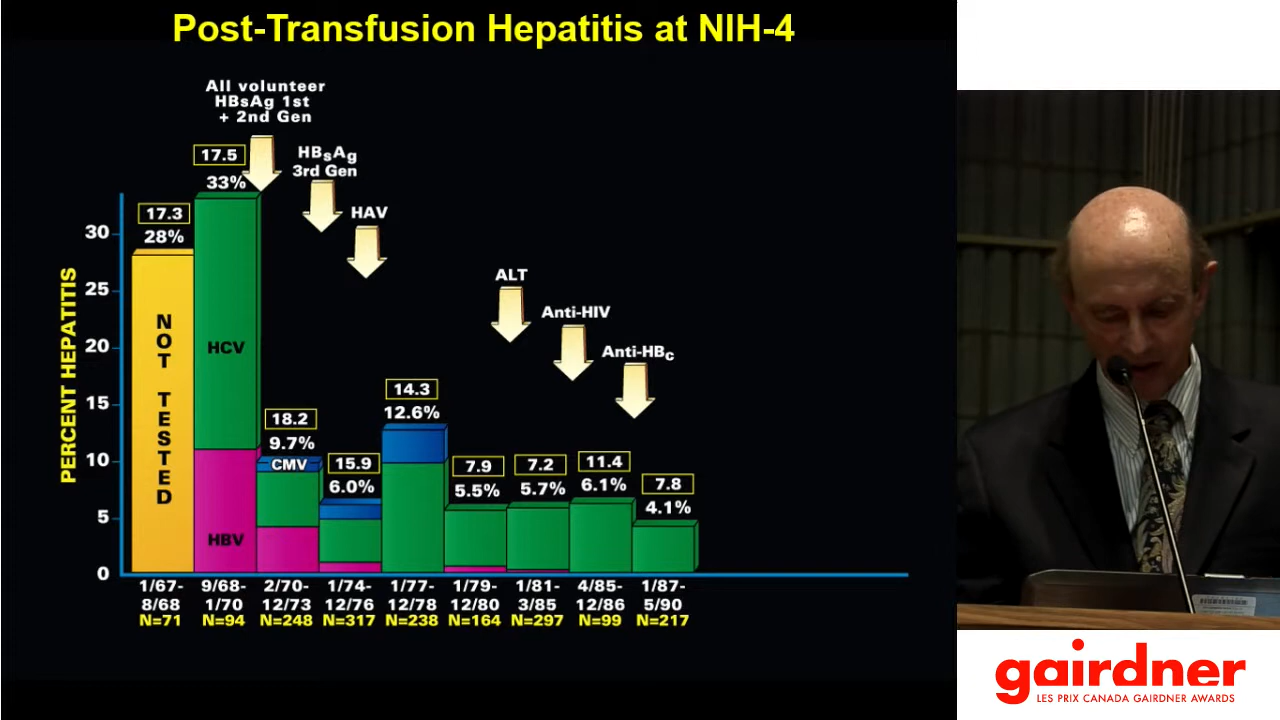 Post-Transfusion Hepatitis at NIH-4
All volunteer
HBsAg 1st
+ 2nd Gen
HBsAg
3rd Gen
HAV
ALT
Anti-HIV
Anti-HBc
PERCENT HEPATITIS
30
25
20
15
10
5
0
17.3
28%
NOT TESTED
17.5
33%
HCV
HBV
18.2
9.7%
CMV
15.9
6.0%
14.3
12.6%
7.9
5.5%
7.2
5.7%
11.4
6.1%
7.8
4.1%
1/67-
8/68
N=71
9/68-
1/70
N=94
2/70-
12/73
N=248
1/74-
12/76
N=317
1/77-
12/78
N=238
1/79-
12/80
N=164
1/81-
3/85
N=297
4/85-
12/86
N=99
1/87-
5/90
N=217
gairdner
LES PRIX CANADA GAIRDNER AWARDS